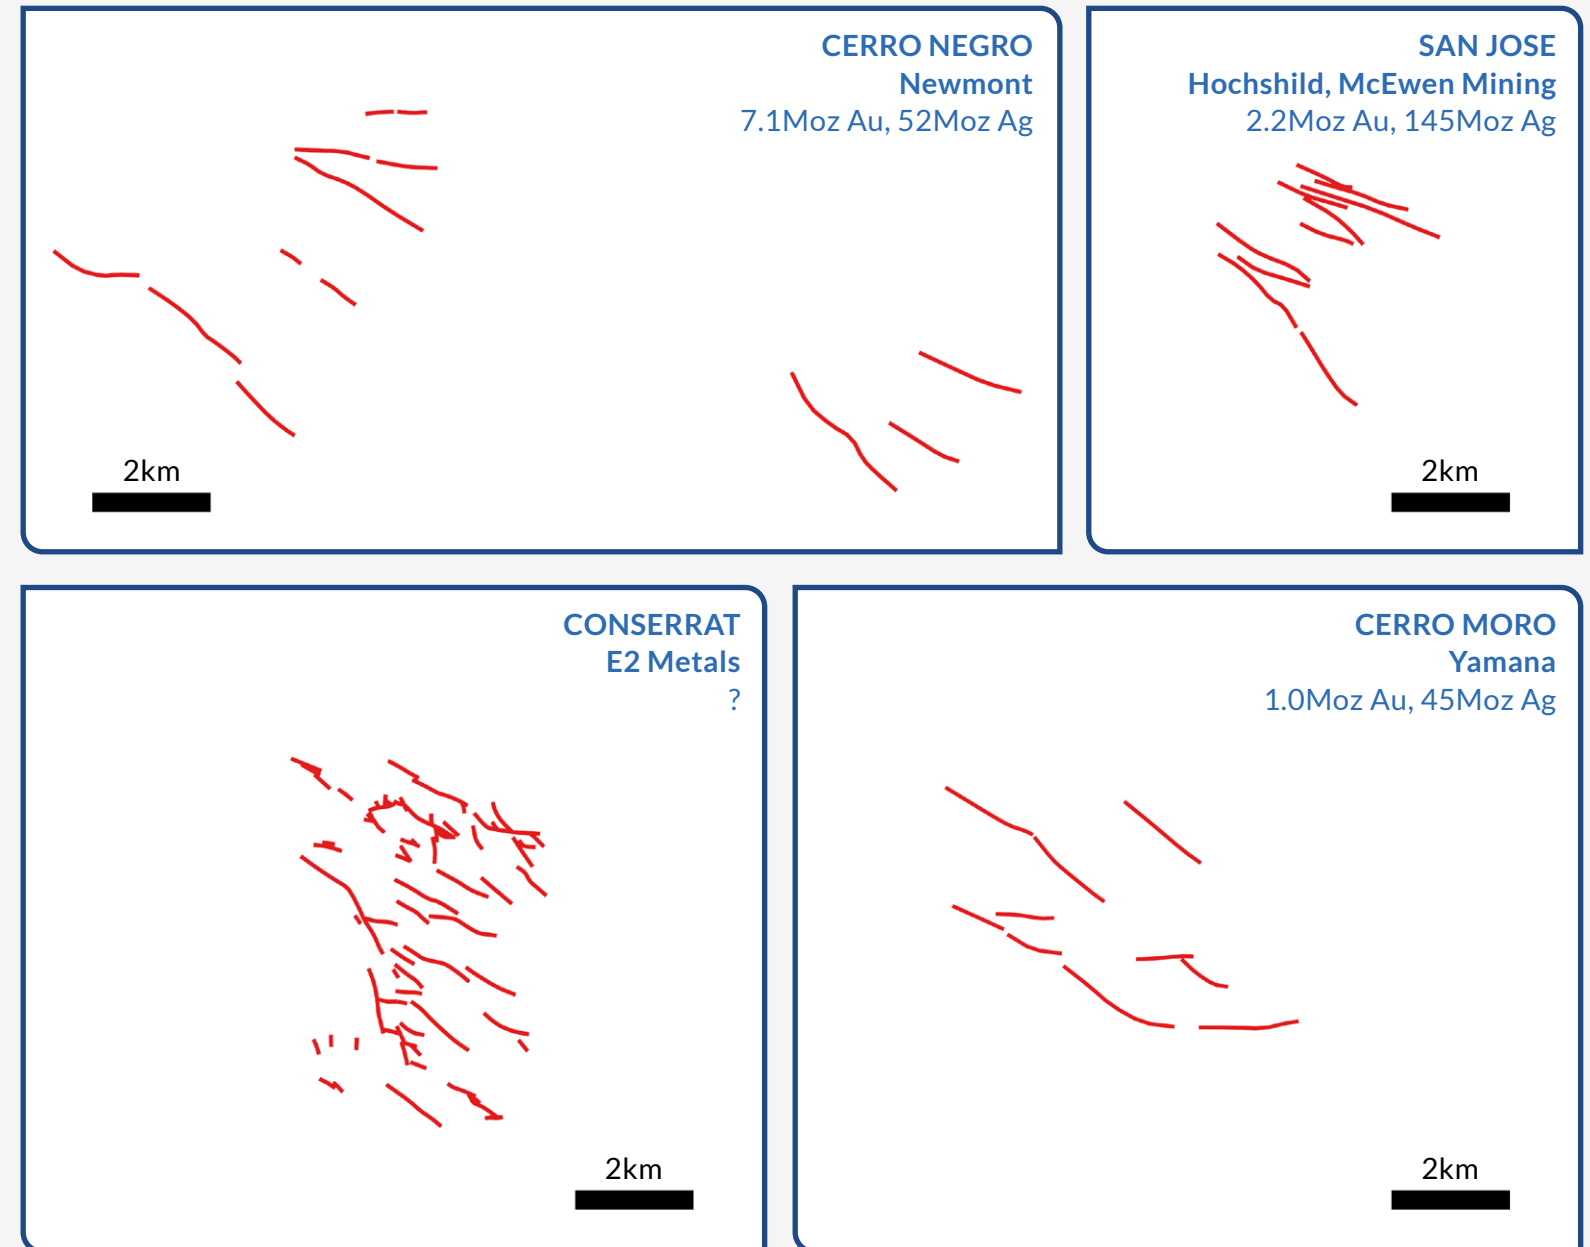 CERRO NEGRO
Newmont
7.1Moz Au, 52Moz Ag
2km
SAN JOSE
Hochshild, McEwen Mining
2.2Moz Au, 145Moz Ag
2km
CONSERRAT
E2 Metals
?
2km
CERRO MORO
Yamana
1.0Moz Au, 45Moz Ag
2km